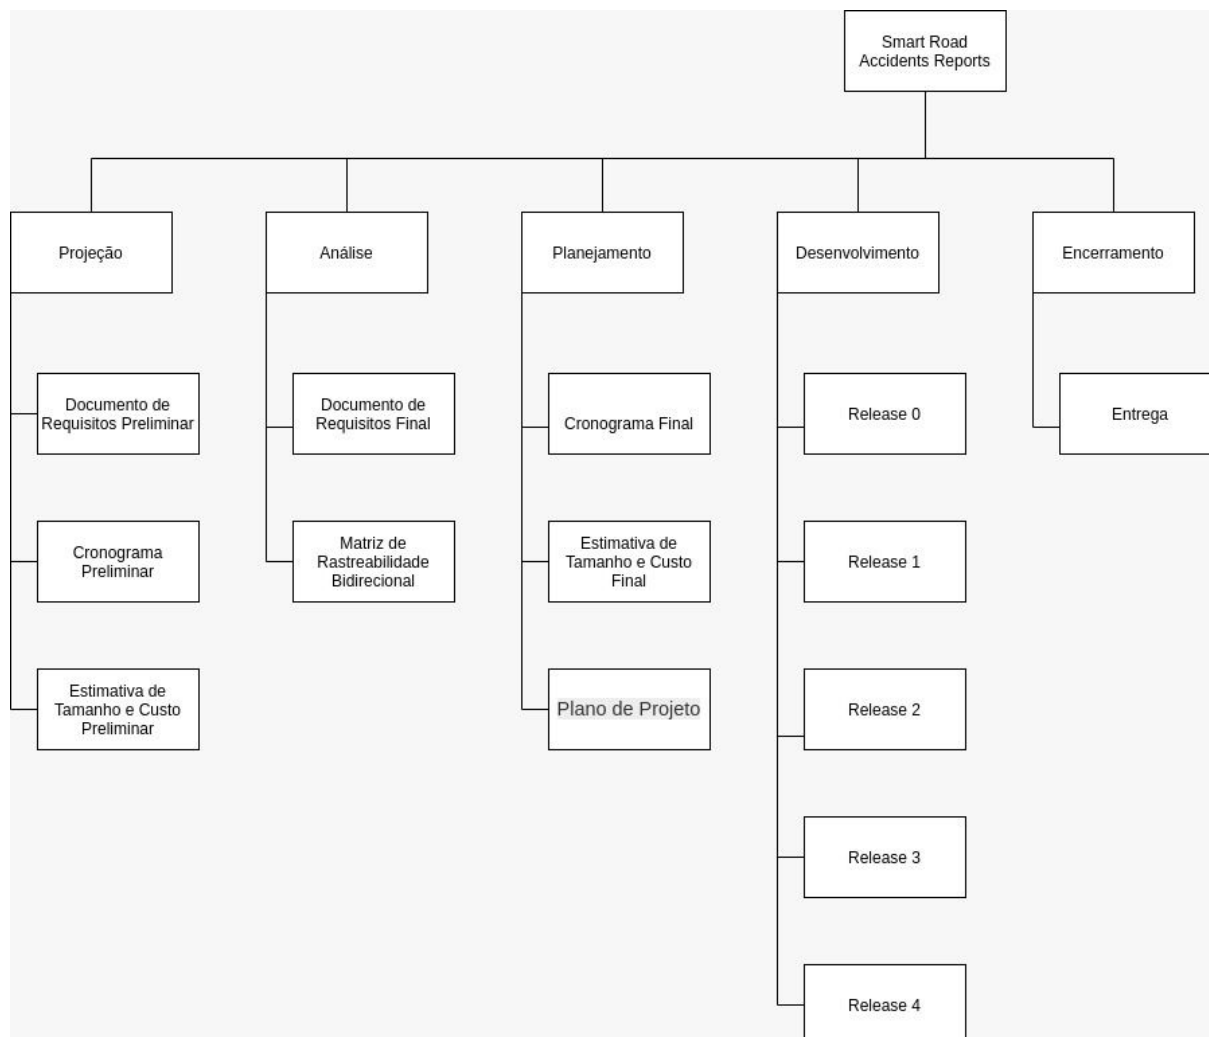 Smart Road
Accidents Reports
Projeção
Análise
Planejamento
Desenvolvimento
Encerramento
Documento de
Requisitos Preliminar
Documento de
Requisitos Final
Cronograma Final
Release 0
Entrega
Cronograma
Preliminar
Matriz de
Rastreabilidade
Bidirecional
Estimativa de
Tamanho e Custo
Final
Release 1
Estimativa de
Tamanho e Custo
Preliminar
Plano de Projeto
Release 2
Release 3
Release 4